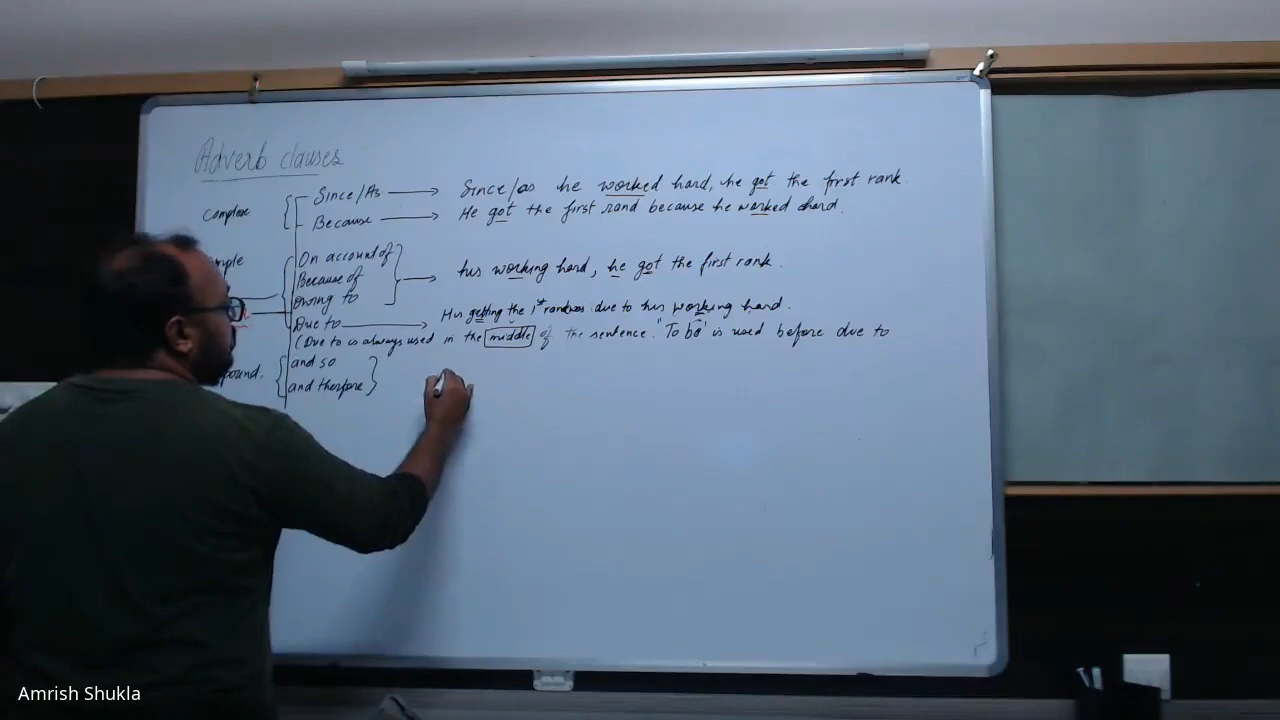 Adverb clauses
Complex
Since/As
Since/as he worked hard, he got the first rank.
Because
He got the first rand because he worked hard.
On account of
Because of
owing to
his working hard, he got the first rank.
Due to
His getting the 1st rank was due to his working hard.
(Due to is always used in the middle of the sentence. 'To be' is used before due to
and so
and therefore
Amrish Shukla